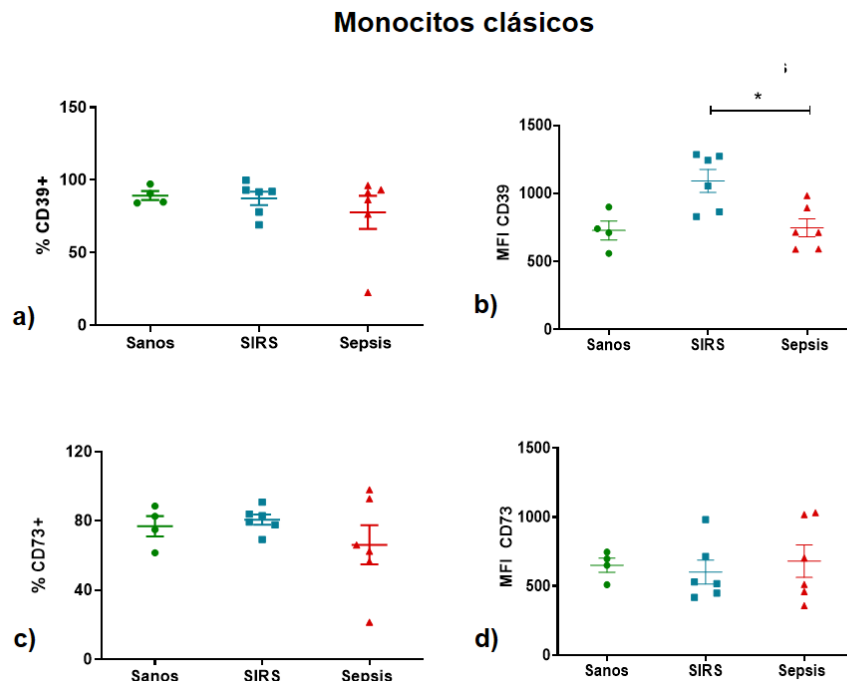 Monocitos clásicos
a)
% CD39+
150
100
50
0
Sanos SIRS Sepsis
b)
MFI CD39
1500
1000
500
0
*
Sanos SIRS Sepsis
c)
% CD73+
120
80
40
0
Sanos SIRS Sepsis
d)
MFI CD73
1500
1000
500
0
Sanos SIRS Sepsis